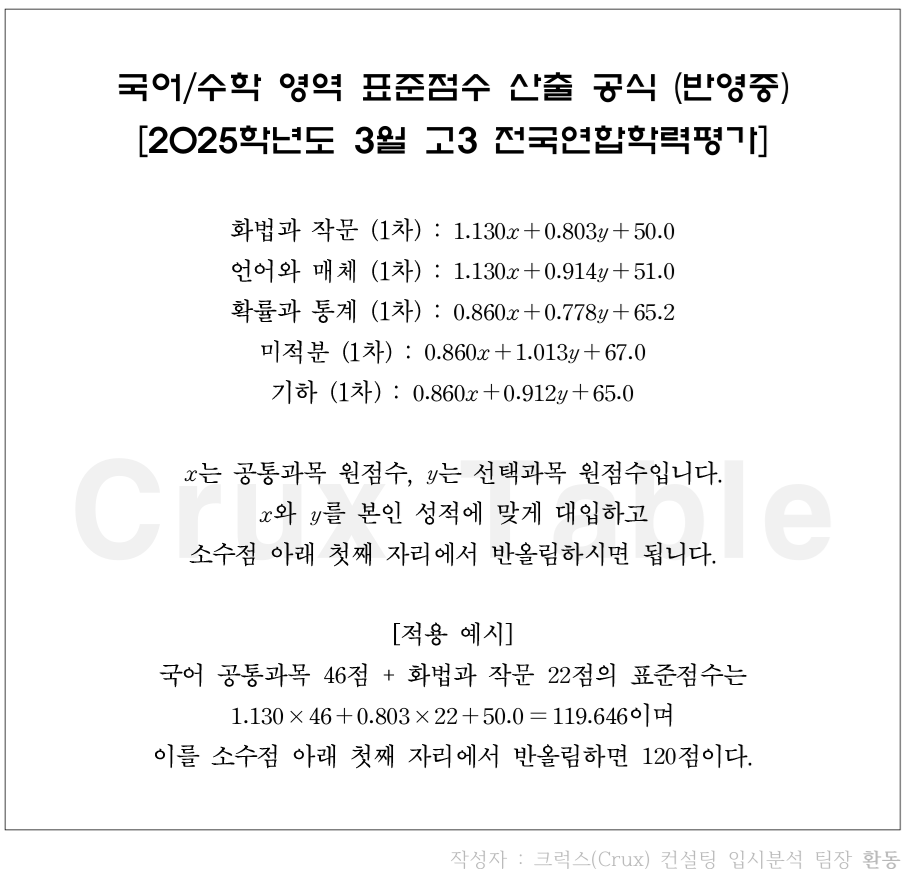 국어/수학 영역 표준점수 산출 공식 (반영중)
[2025학년도 3월 고3 전국연합학력평가]
화법과 작문 (1차) : 1.130x+0.803y+50.0
언어와 매체 (1차) : 1.130x+0.914y+51.0
확률과 통계 (1차) : 0.860x+0.778y+65.2
미적분 (1차) : 0.860x+1.013y+67.0
기하 (1차) : 0.860x+0.912y+65.0
Crux Table
x는 공통과목 원점수, y는 선택과목 원점수입니다.
x와 y를 본인 성적에 맞게 대입하고
소수점 아래 첫째 자리에서 반올림하시면 됩니다.
[적용 예시]
국어 공통과목 46점 + 화법과 작문 22점의 표준점수는
1.130×46+0.803×22+50.0=119.646이며
이를 소수점 아래 첫째 자리에서 반올림하면 120점이다.
작성자 : 크럭스(Crux) 컨설팅 입시분석 팀장 환동